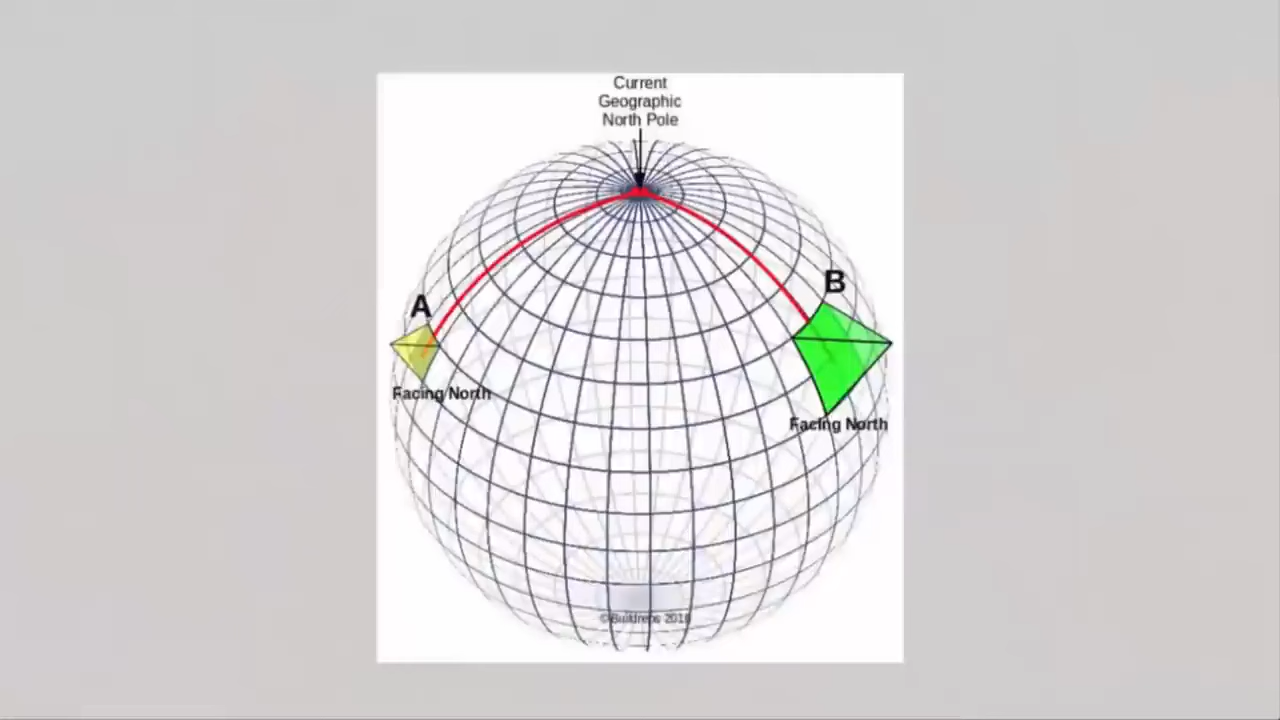 Current
Geographic
North Pole
B
A
Facing North
Facing North